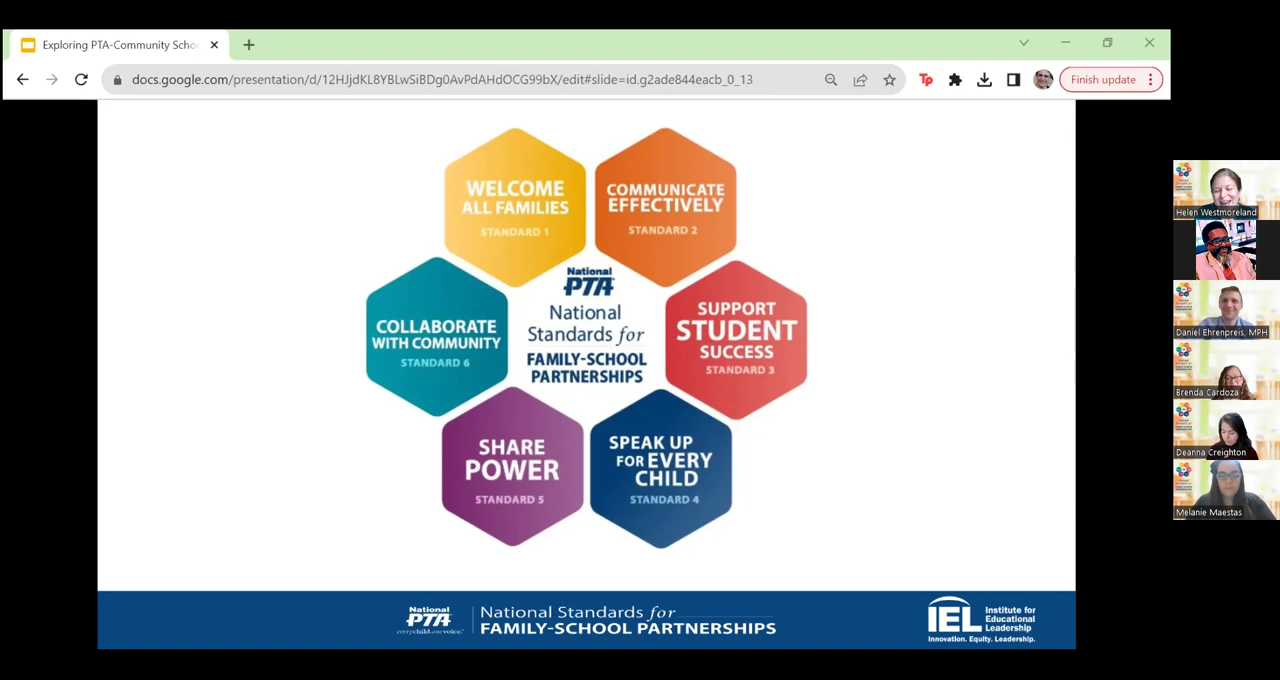 Exploring PTA-Community Scho
docs.google.com/presentation/d/12HJjdKL8YBLwSiBDg0AvPdAHdOCG99bX/edit#slide=id.g2ade844eacb_0_13
Tp
Finish update
WELCOME
ALL FAMILIES
STANDARD 1
COMMUNICATE
EFFECTIVELY
STANDARD 2
National
PTA
National
Standards for
FAMILY-SCHOOL
PARTNERSHIPS
SUPPORT
STUDENT
SUCCESS
STANDARD 3
COLLABORATE
WITH COMMUNITY
STANDARD 6
SHARE
POWER
STANDARD 5
SPEAK UP
FOR EVERY
CHILD
STANDARD 4
National
PTA
everychild.onevoice.
National Standards for
FAMILY-SCHOOL PARTNERSHIPS
IEL
Institute for
Educational
Leadership
Innovation. Equity. Leadership.
Helen Westmoreland
Daniel Ehrenpreis, MPH
Brenda Cardoza
Deanna Creighton
Melanie Maestas